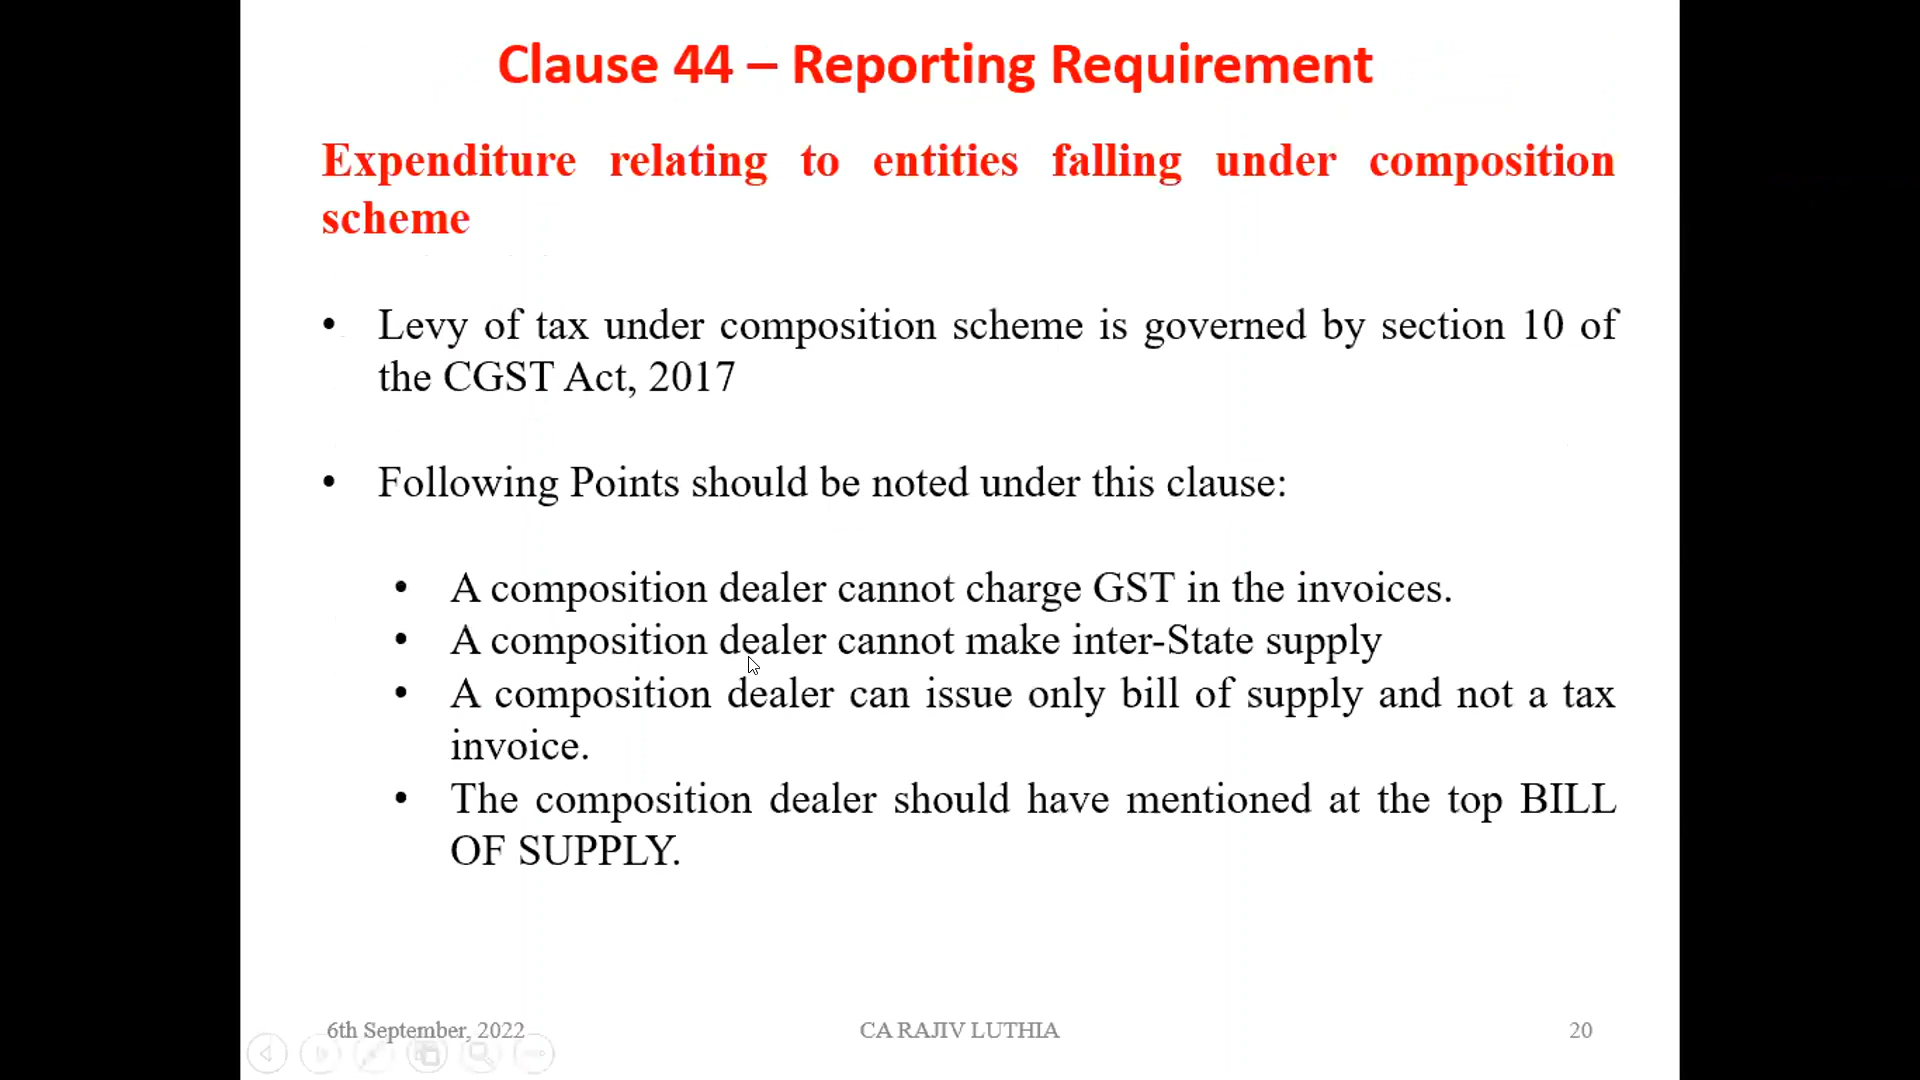 Clause 44 – Reporting Requirement
Expenditure relating to entities falling under composition
scheme
• Levy of tax under composition scheme is governed by section 10 of
the CGST Act, 2017
• Following Points should be noted under this clause:
• A composition dealer cannot charge GST in the invoices.
• A composition dealer cannot make inter-State supply
• A composition dealer can issue only bill of supply and not a tax
invoice.
• The composition dealer should have mentioned at the top BILL
OF SUPPLY.
6th September, 2022 CA RAJIV LUTHIA 20